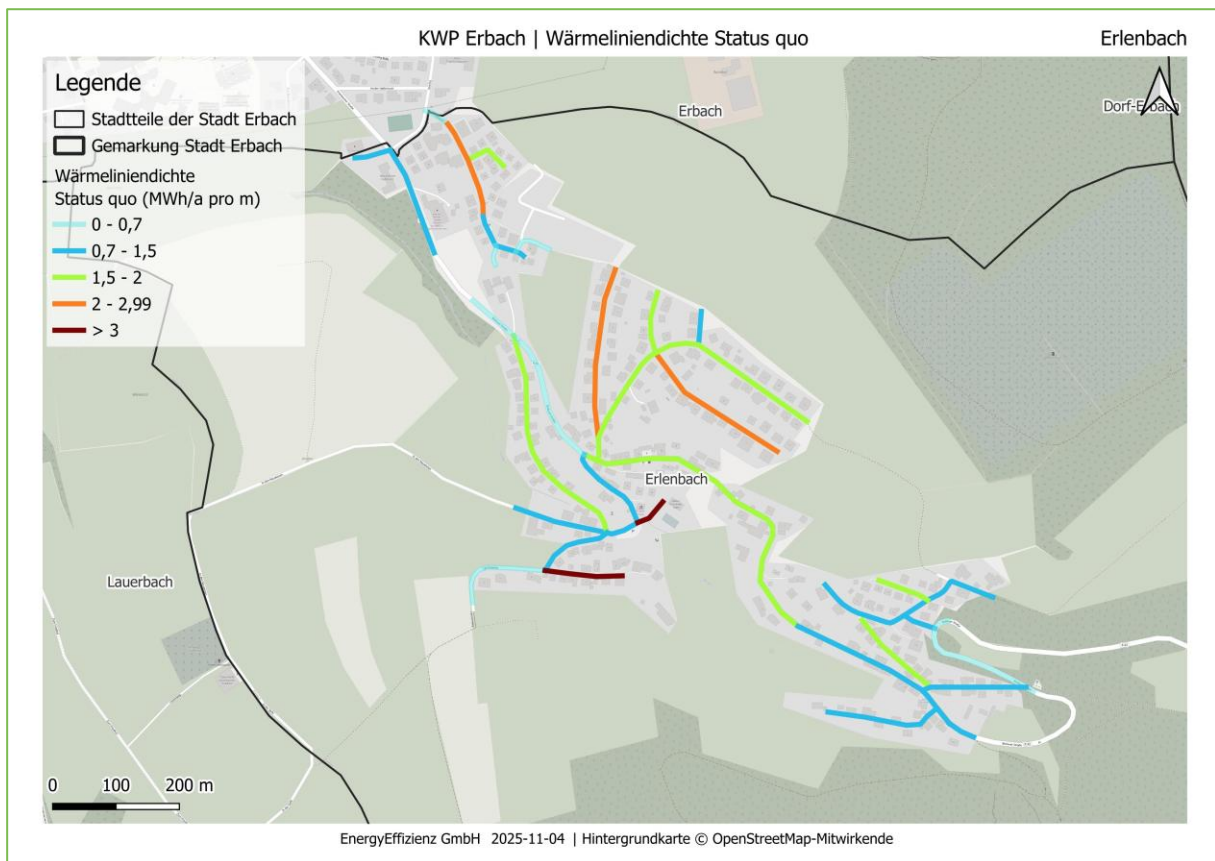 KWP Erbach | Wärmeliniendichte Status quo
Erlenbach
Legende
Stadtteile der Stadt Erbach
Gemarkung Stadt Erbach
Wärmeliniendichte
Status quo (MWh/a pro m)
0 - 0,7
0,7 - 1,5
1,5 - 2
2 - 2,99
> 3
Erbach
Dorf-Erbach
Erlenbach
Lauerbach
0 100 200 m
EnergyEffizienz GmbH 2025-11-04 | Hintergrundkarte © OpenStreetMap-Mitwirkende